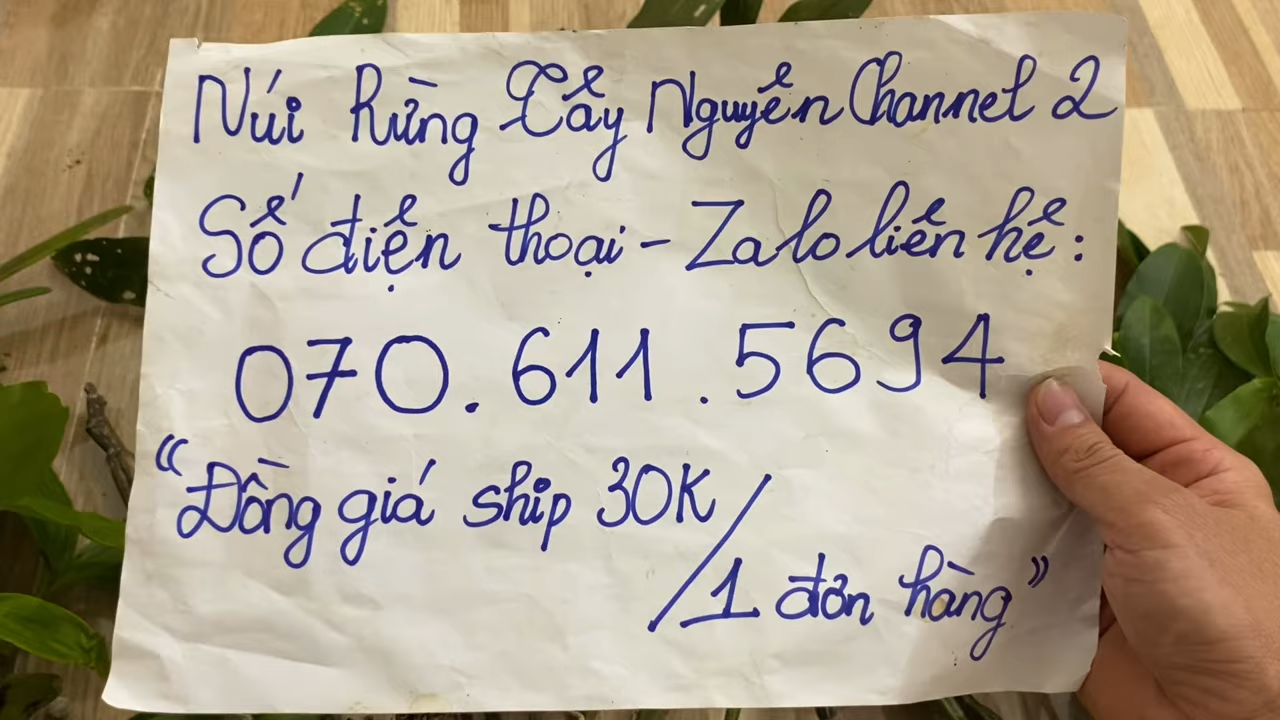 Núi Rừng Tây Nguyên Channel 2
Số điện thoại - Zalo liên hệ:
070.611.5694
“Đồng giá ship 30K/
1 đơn hàng”